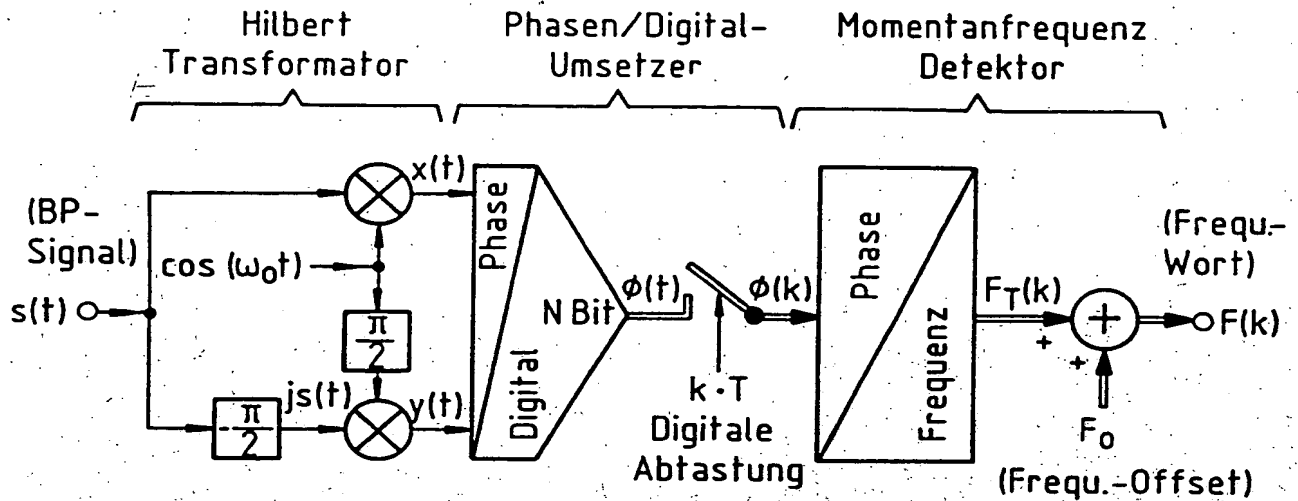 Hilbert
Transformator
Phasen/Digital-
Umsetzer
Momentanfrequenz
Detektor
(BP-
Signal)
s(t)
cos (ω₀t)
π
2
-π
2
js(t)
x(t)
y(t)
Phase
Digital
N Bit
ϕ(t)
ϕ(k)
k · T
Digitale
Abtastung
Phase
Frequenz
F_T(k)
+
+
+
F₀
(Frequ.-Offset)
(Frequ.-
Wort)
F(k)